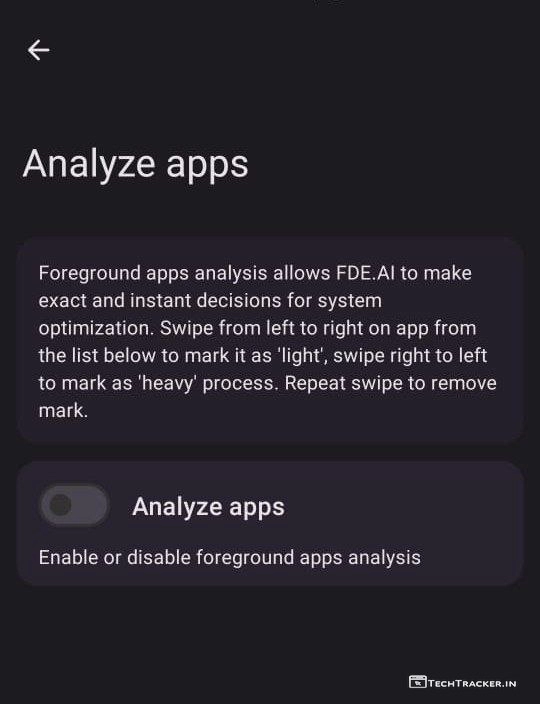 Analyze apps
Foreground apps analysis allows FDE.AI to make
exact and instant decisions for system
optimization. Swipe from left to right on app from
the list below to mark it as 'light', swipe right to left
to mark as 'heavy' process. Repeat swipe to remove
mark.
Analyze apps
Enable or disable foreground apps analysis
TECHTRACKER.IN